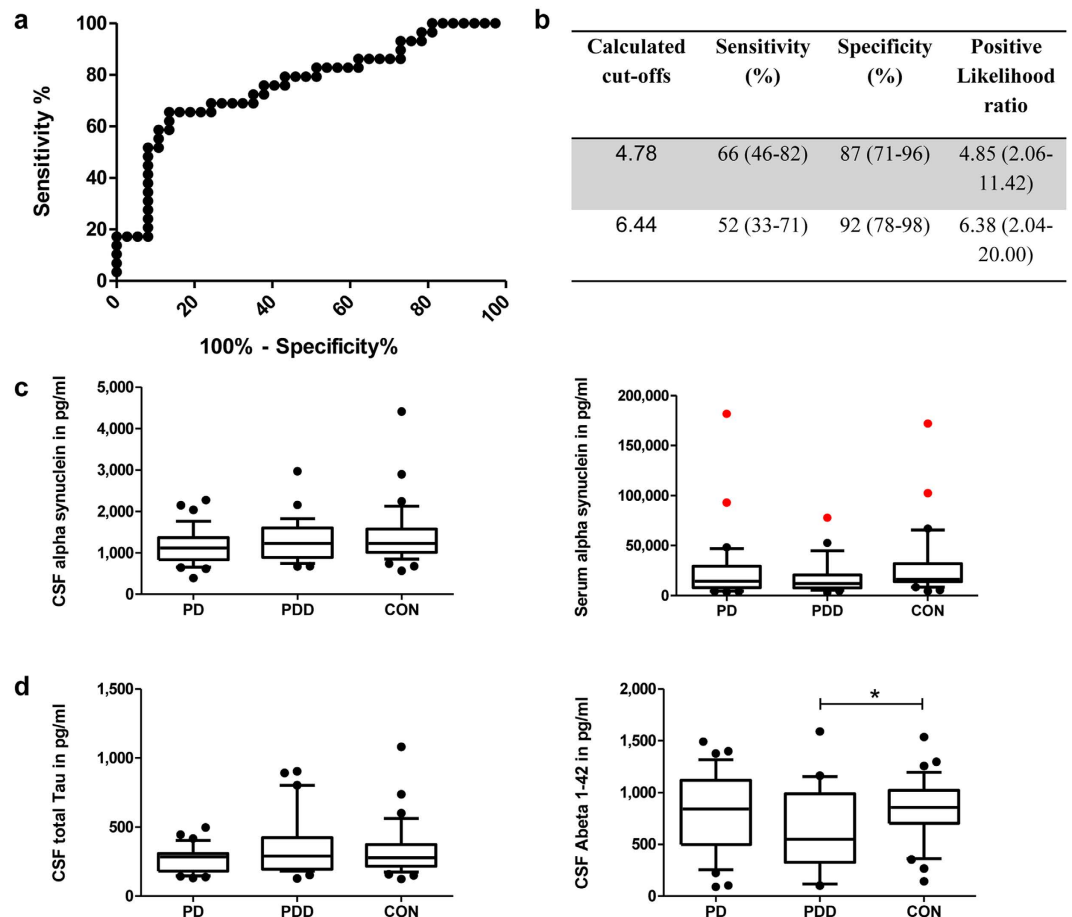 a
100
80
60
40
20
0
Sensitivity %
0
20
40
60
80
100
100% - Specificity%
b
Calculated cut-offs
Sensitivity (%)
Specificity (%)
Positive Likelihood ratio
4.78
66 (46-82)
87 (71-96)
4.85 (2.06-11.42)
6.44
52 (33-71)
92 (78-98)
6.38 (2.04-20.00)
c
CSF alpha synuclein in pg/ml
5,000
4,000
3,000
2,000
1,000
0
PD
PDD
CON
Serum alpha synuclein in pg/ml
200,000
150,000
100,000
50,000
0
PD
PDD
CON
d
CSF total Tau in pg/ml
1,500
1,000
500
0
PD
PDD
CON
CSF Abeta 1-42 in pg/ml
2,000
1,500
1,000
500
0
*
PD
PDD
CON